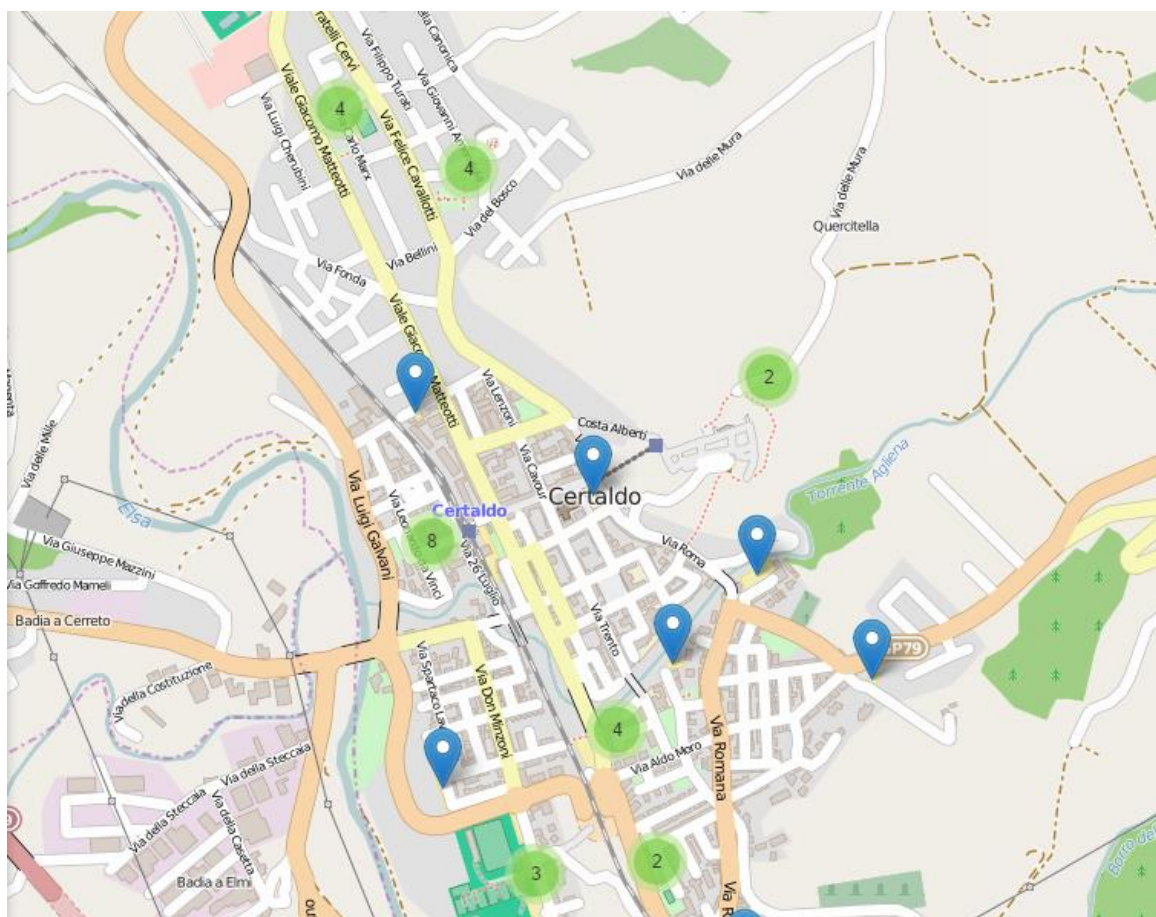 ratelli Cervi
Via Filippo Turati
Via Giovanni
Canonica
4
Viale Giacomo Matteotti
Via Luigi Cherubini
Carlo Marx
Via Felice Cavallotti
4
Via del Bosco
Via delle Mura
Via delle Mura
Quercitella
Via Bellini
Via Fonda
Viale Giaco
Matteotti
Via Lenzoni
2
Costa Alberti
Via Cavour
Certaldo
Certaldo
Torrente Agliena
Via delle Mille
Elsa
Via Luigi Galvani
Via Leonardo da Vinci
8
Via 26 Luglio
Via Roma
Via Giuseppe Mazzini
Via Goffredo Mameli
Badia a Cerreto
Via Trento
SP79
Via della Costituzione
Via Spartaco Lav
Via Don Minzoni
4
Via Aldo Moro
Via Romana
Via della Steccaia
Via della Steccaia
Via della Casetta
Badia a Elmi
3
2
Via R
Borro de